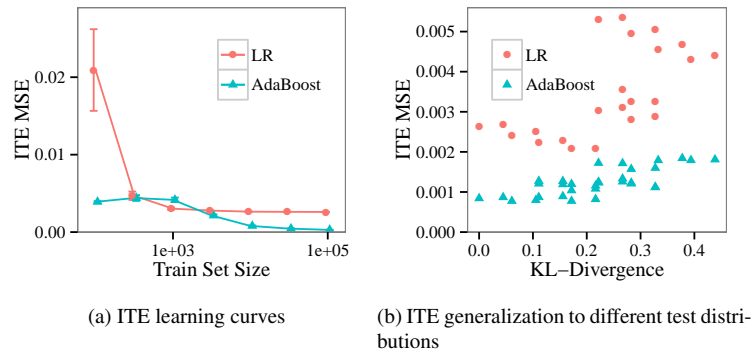 ITE MSE
0.02
0.01
0.00
LR
AdaBoost
1e+03
1e+05
Train Set Size
(a) ITE learning curves
ITE MSE
0.005
0.004
0.003
0.002
0.001
0.000
LR
AdaBoost
0.0 0.1 0.2 0.3 0.4
KL−Divergence
(b) ITE generalization to different test distri-
butions